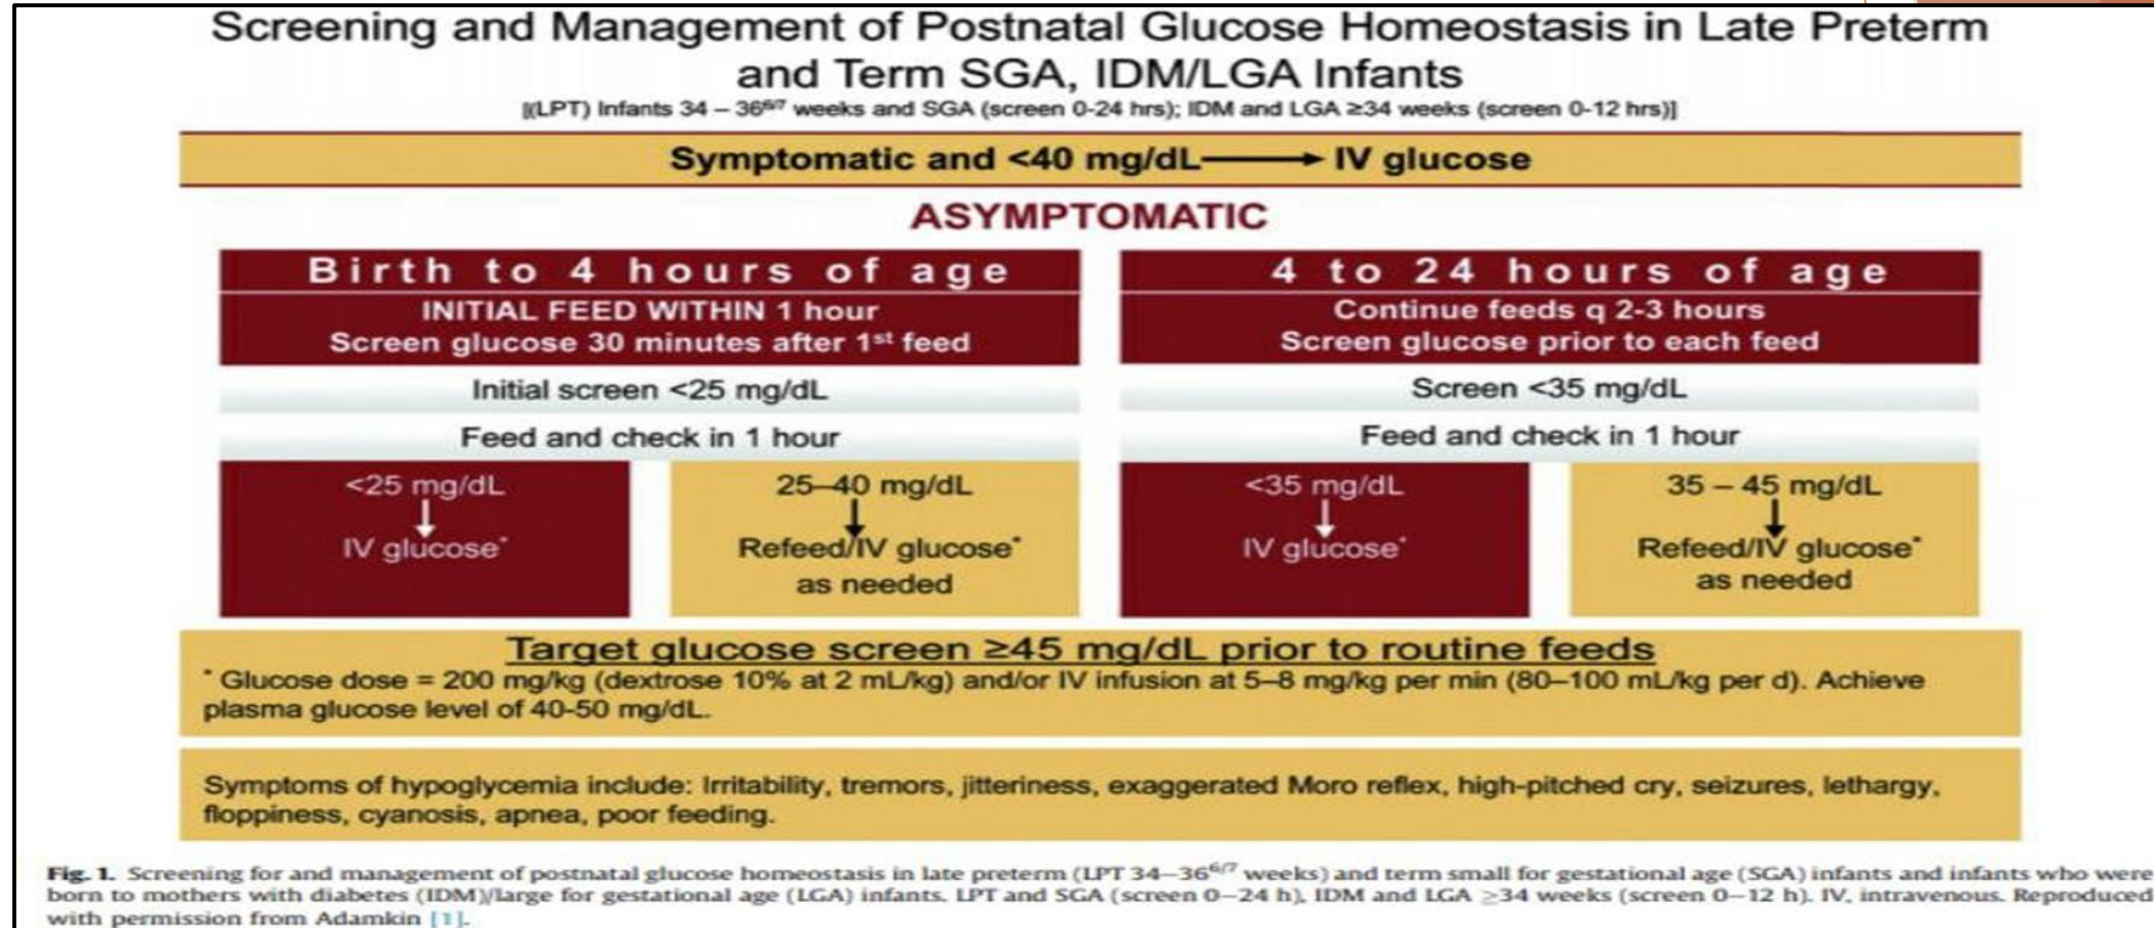 Screening and Management of Postnatal Glucose Homeostasis in Late Preterm
and Term SGA, IDM/LGA Infants
[(LPT) Infants 34 – 36⁶/⁷ weeks and SGA (screen 0-24 hrs); IDM and LGA ≥34 weeks (screen 0-12 hrs)]
Symptomatic and <40 mg/dL → IV glucose
ASYMPTOMATIC
Birth to 4 hours of age
INITIAL FEED WITHIN 1 hour
Screen glucose 30 minutes after 1st feed
Initial screen <25 mg/dL
Feed and check in 1 hour
<25 mg/dL
IV glucose*
25–40 mg/dL
Refeed/IV glucose*
as needed
4 to 24 hours of age
Continue feeds q 2-3 hours
Screen glucose prior to each feed
Screen <35 mg/dL
Feed and check in 1 hour
<35 mg/dL
IV glucose*
35 – 45 mg/dL
Refeed/IV glucose*
as needed
Target glucose screen ≥45 mg/dL prior to routine feeds
* Glucose dose = 200 mg/kg (dextrose 10% at 2 mL/kg) and/or IV infusion at 5–8 mg/kg per min (80–100 mL/kg per d). Achieve
plasma glucose level of 40-50 mg/dL.
Symptoms of hypoglycemia include: Irritability, tremors, jitteriness, exaggerated Moro reflex, high-pitched cry, seizures, lethargy,
floppiness, cyanosis, apnea, poor feeding.
Fig. 1. Screening for and management of postnatal glucose homeostasis in late preterm (LPT 34–36⁶/⁷ weeks) and term small for gestational age (SGA) infants and infants who were
born to mothers with diabetes (IDM)/large for gestational age (LGA) infants. LPT and SGA (screen 0–24 h), IDM and LGA ≥34 weeks (screen 0–12 h). IV, intravenous. Reproduced
with permission from Adamkin [1].